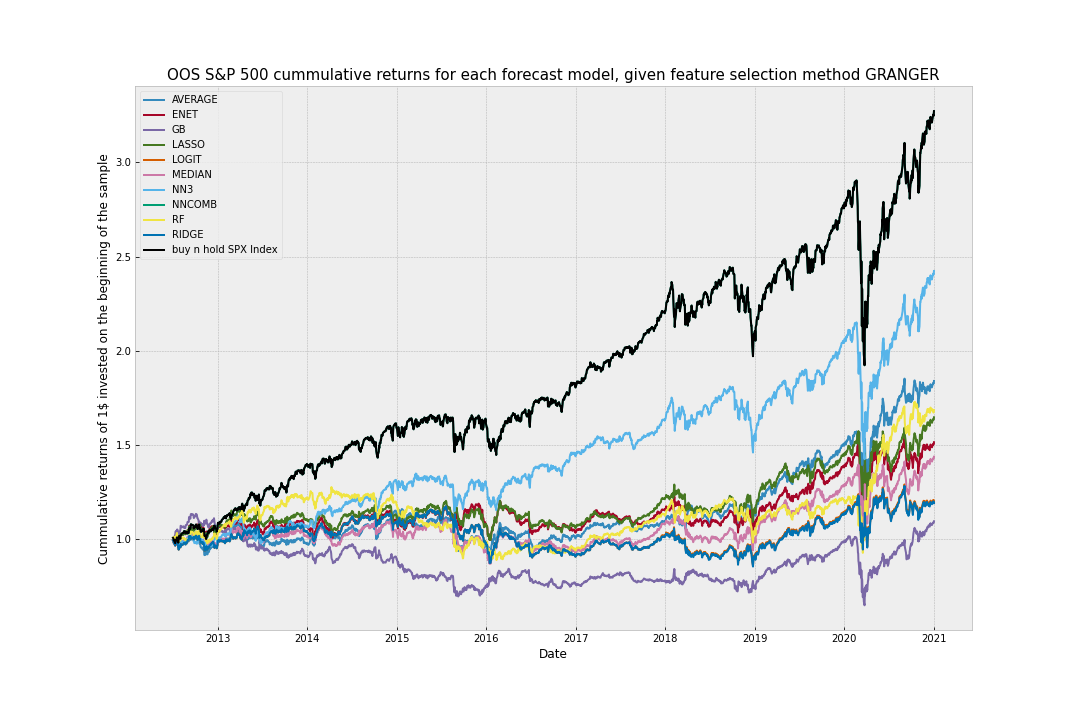 OOS S&P 500 cummulative returns for each forecast model, given feature selection method GRANGER
AVERAGE
ENET
GB
LASSO
LOGIT
MEDIAN
NN3
NNCOMB
RF
RIDGE
buy n hold SPX Index
Cummulative returns of 1$ invested on the beginning of the sample
3.0
2.5
2.0
1.5
1.0
2013 2014 2015 2016 2017 2018 2019 2020 2021
Date